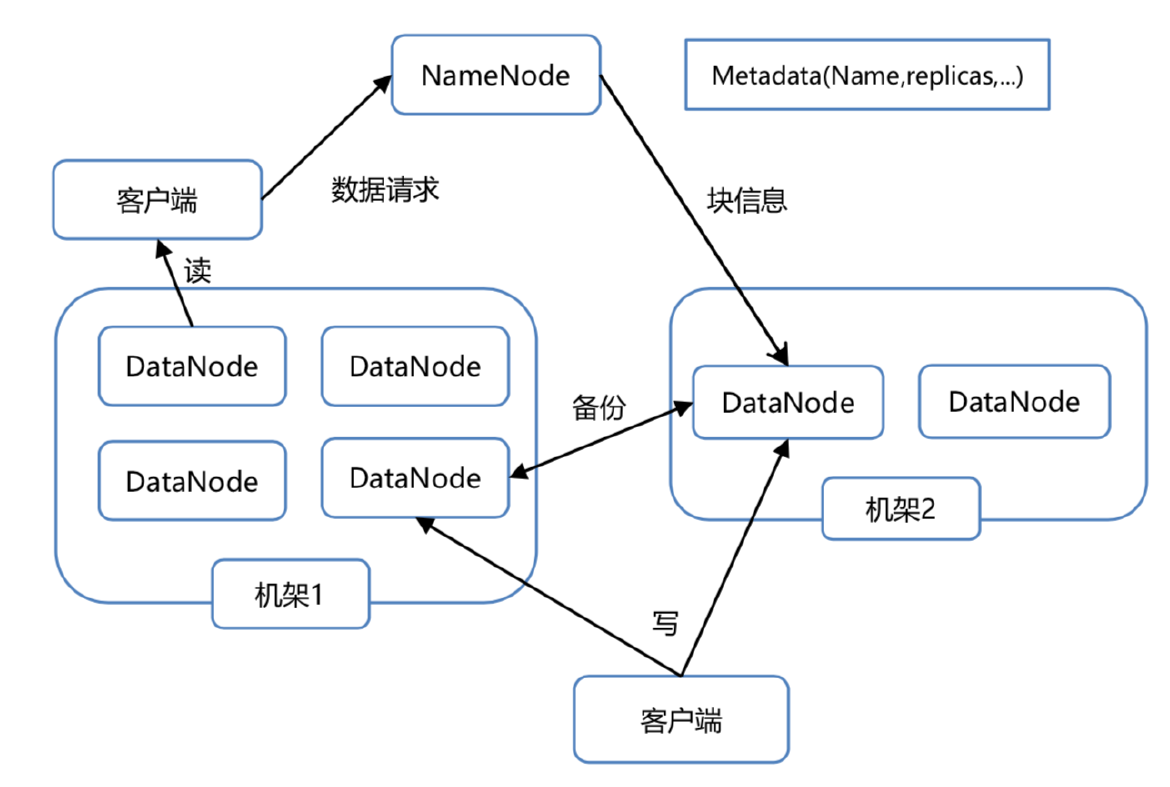 NameNode
Metadata(Name,replicas,...)
客户端
数据请求
块信息
读
DataNode
DataNode
备份
DataNode
DataNode
DataNode
DataNode
机架2
机架1
写
客户端